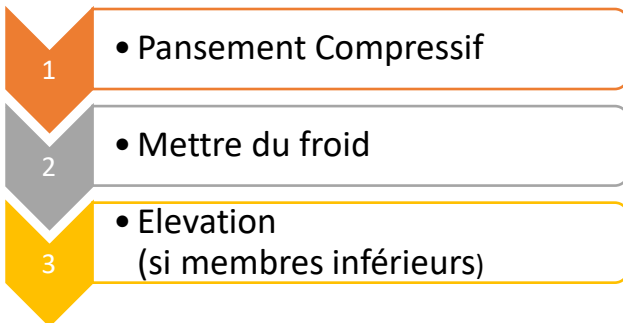 1
• Pansement Compressif
2
• Mettre du froid
3
• Elevation
(si membres inférieurs)